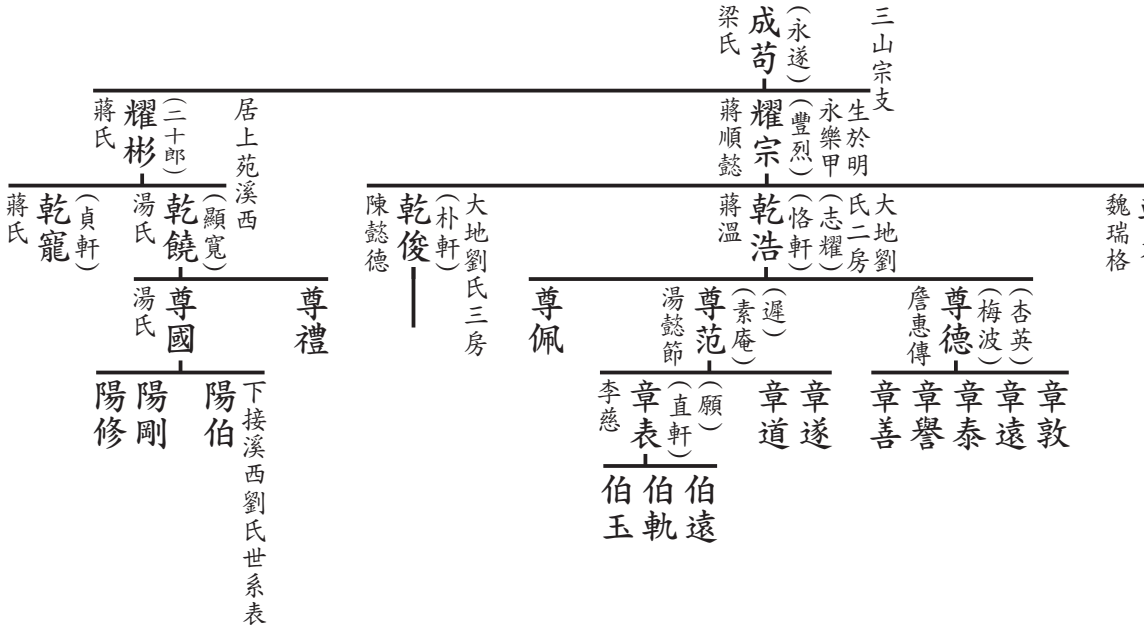 三山宗支
(永遂)
成苟
梁氏
生於明
永樂甲
(豐烈)
耀宗
蔣順懿
居上苑溪西
(二十郎)
耀彬
蔣氏
魏瑞格
大地劉
氏二房
(志耀)
(恪軒)
乾浩
蔣溫
大地劉氏三房
(朴軒)
乾俊
陳懿德
(顯寬)
乾饒
湯氏
(貞軒)
乾寵
蔣氏
(杏英)
(梅波)
尊德
詹惠傳
(遲)
(素庵)
尊范
湯懿節
尊佩
尊禮
尊國
湯氏
章敦
章遠
章泰
章譽
章善
章遂
章道
(願)
(直軒)
章表
李慈
下接溪西劉氏世系表
陽伯
陽剛
陽修
伯遠
伯軌
伯玉